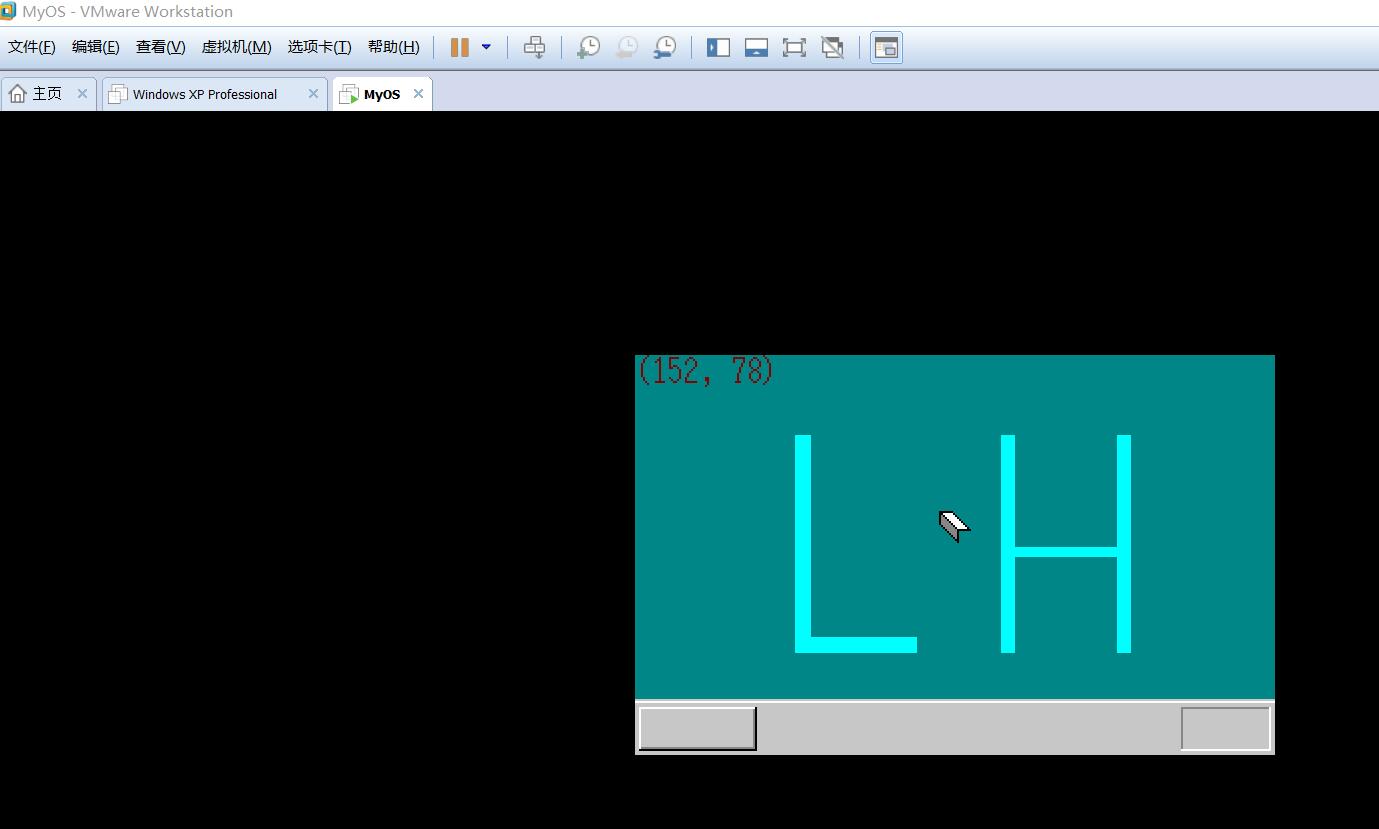 MyOS - VMware Workstation
文件(F) 编辑(E) 查看(V) 虚拟机(M) 选项卡(T) 帮助(H)
主页 Windows XP Professional MyOS
(152, 78)
LH